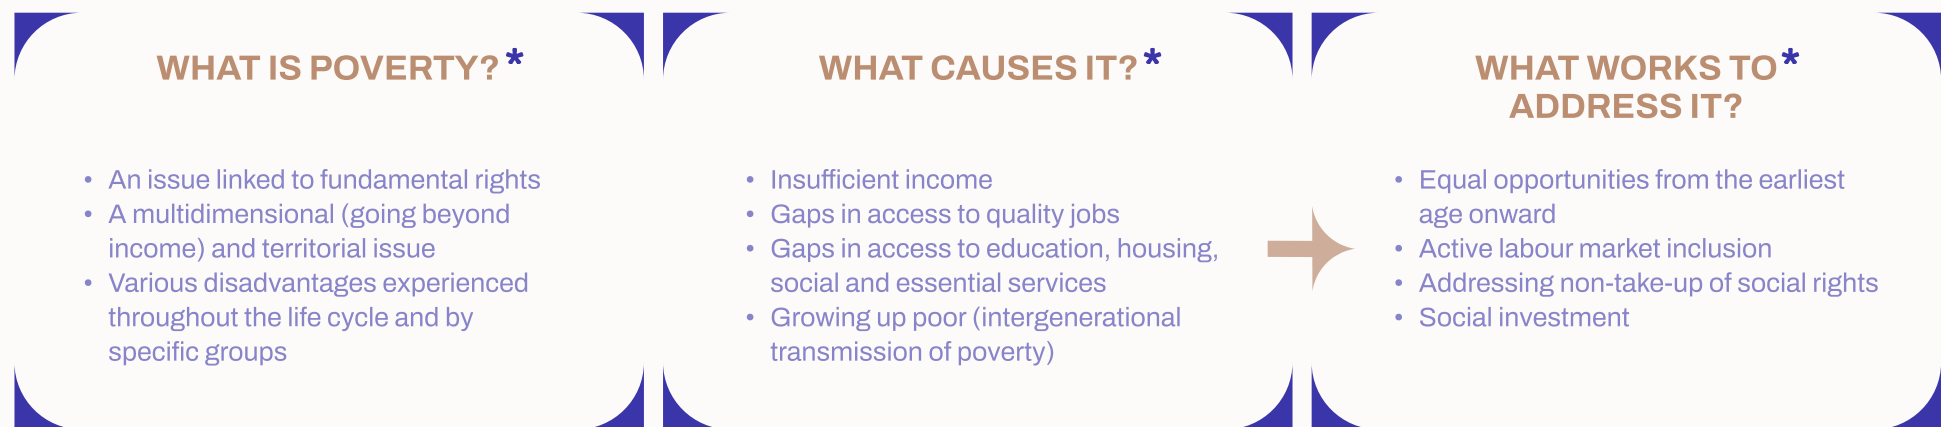 WHAT IS POVERTY?*
• An issue linked to fundamental rights
• A multidimensional (going beyond
income) and territorial issue
• Various disadvantages experienced
throughout the life cycle and by
specific groups
WHAT CAUSES IT?*
• Insufficient income
• Gaps in access to quality jobs
• Gaps in access to education, housing,
social and essential services
• Growing up poor (intergenerational
transmission of poverty)
WHAT WORKS TO*
ADDRESS IT?
• Equal opportunities from the earliest
age onward
• Active labour market inclusion
• Addressing non-take-up of social rights
• Social investment